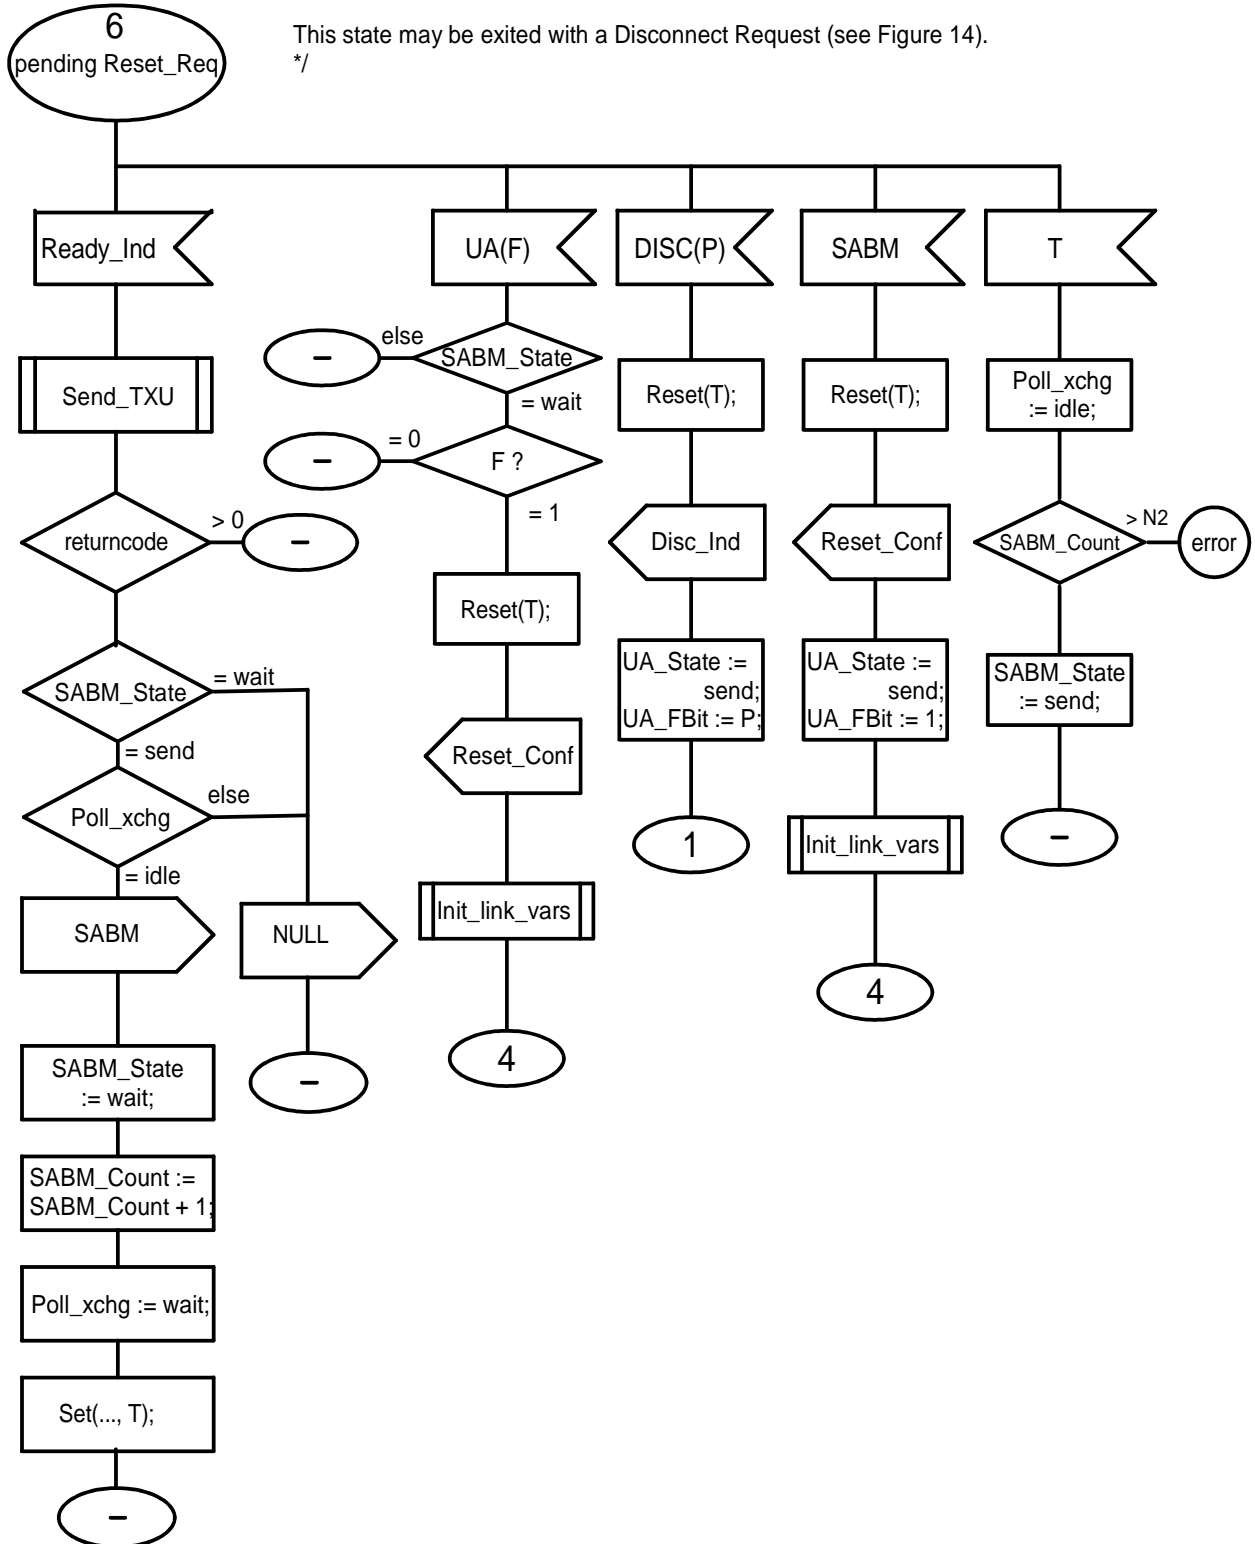 6
pending Reset_Req
This state may be exited with a Disconnect Request (see Figure 14).
*/
Ready_Ind
Send_TXU
returncode
> 0
–
SABM_State
= wait
= send
Poll_xchg
else
= idle
SABM
NULL
–
SABM_State
:= wait;
SABM_Count :=
SABM_Count + 1;
Poll_xchg := wait;
Set(..., T);
–
UA(F)
else
–
SABM_State
= wait
= 0
–
F ?
= 1
Reset(T);
Reset_Conf
Init_link_vars
4
DISC(P)
Reset(T);
Disc_Ind
UA_State :=
send;
UA_FBit := P;
1
SABM
Reset(T);
Reset_Conf
UA_State :=
send;
UA_FBit := 1;
Init_link_vars
4
T
Poll_xchg
:= idle;
SABM_Count
> N2
error
SABM_State
:= send;
–